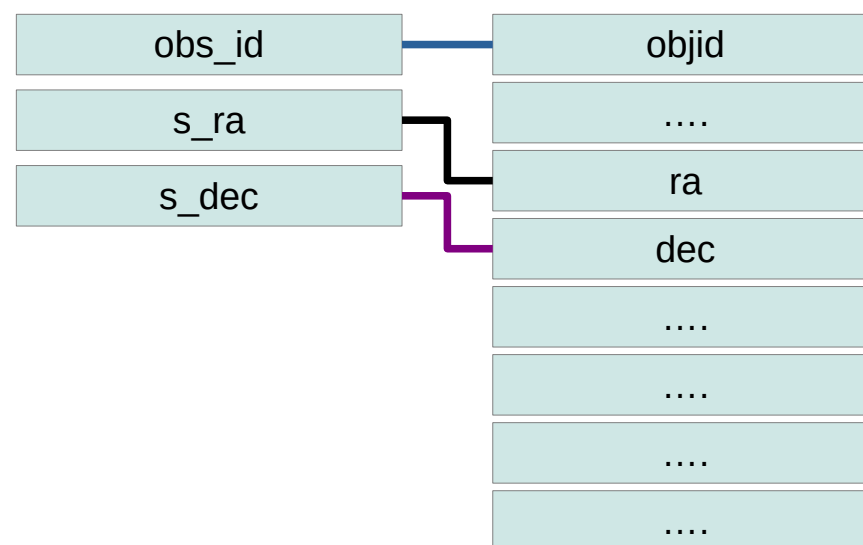 obs_id
s_ra
s_dec
objid
....
ra
dec
....
....
....
....